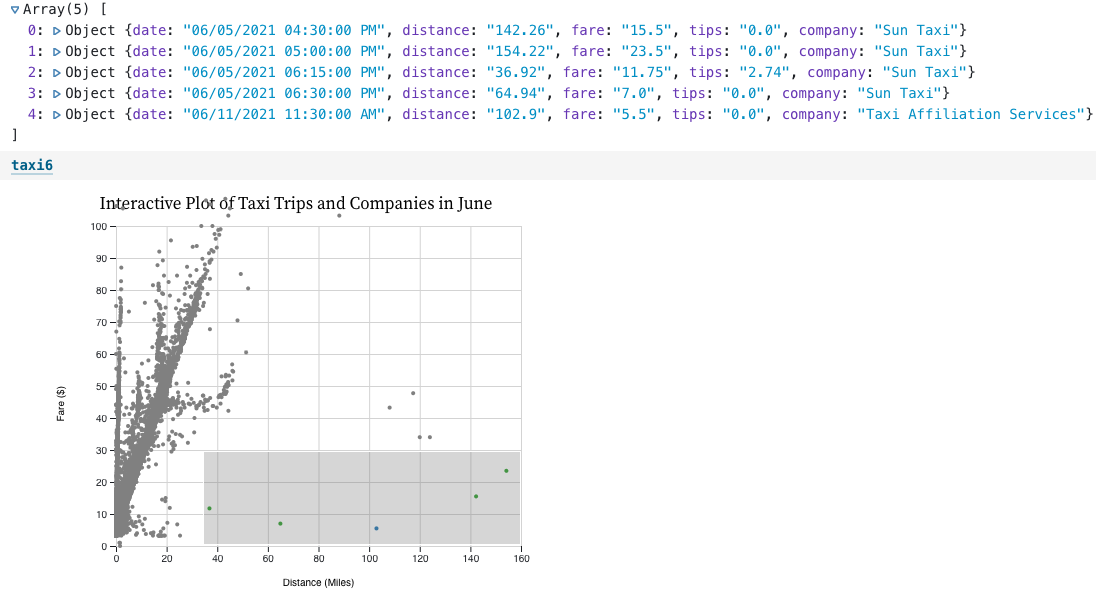 ▽ Array(5) [
0: ▷ Object {date: "06/05/2021 04:30:00 PM", distance: "142.26", fare: "15.5", tips: "0.0", company: "Sun Taxi"}
1: ▷ Object {date: "06/05/2021 05:00:00 PM", distance: "154.22", fare: "23.5", tips: "0.0", company: "Sun Taxi"}
2: ▷ Object {date: "06/05/2021 06:15:00 PM", distance: "36.92", fare: "11.75", tips: "2.74", company: "Sun Taxi"}
3: ▷ Object {date: "06/05/2021 06:30:00 PM", distance: "64.94", fare: "7.0", tips: "0.0", company: "Sun Taxi"}
4: ▷ Object {date: "06/11/2021 11:30:00 AM", distance: "102.9", fare: "5.5", tips: "0.0", company: "Taxi Affiliation Services"}
]
taxi6
Interactive Plot of Taxi Trips and Companies in June
100
90
80
70
60
50
40
30
20
10
0
Fare ($)
0 20 40 60 80 100 120 140 160
Distance (Miles)